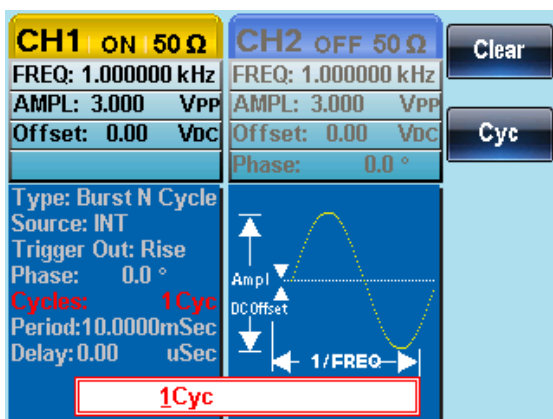 CH1 ON 50 Ω
FREQ: 1.000000 kHz
AMPL: 3.000 VPP
Offset: 0.00 VDC
CH2 OFF 50 Ω
FREQ: 1.000000 kHz
AMPL: 3.000 VPP
Offset: 0.00 VDC
Phase: 0.0 °
Clear
Cyc
Type: Burst N Cycle
Source: INT
Trigger Out: Rise
Phase: 0.0 °
Cycles: 1Cyc
Period:10.0000mSec
Delay:0.00 uSec
Ampl
DC Offset
1/FREQ
1Cyc